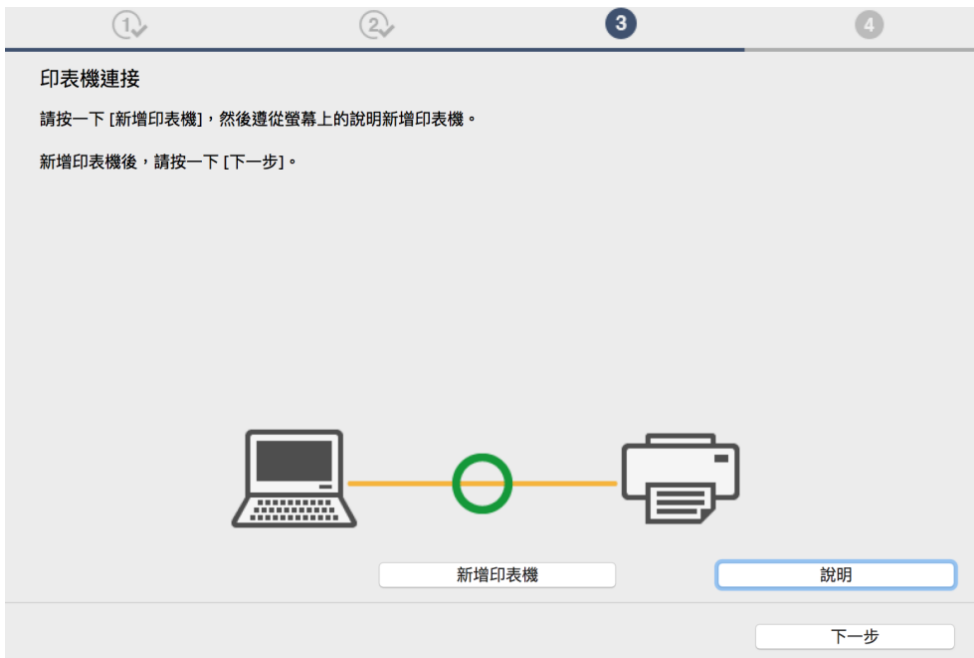 1 2 3 4
印表機連接
請按一下 [新增印表機]，然後遵從螢幕上的說明新增印表機。
新增印表機後，請按一下 [下一步]。
新增印表機 說明
下一步